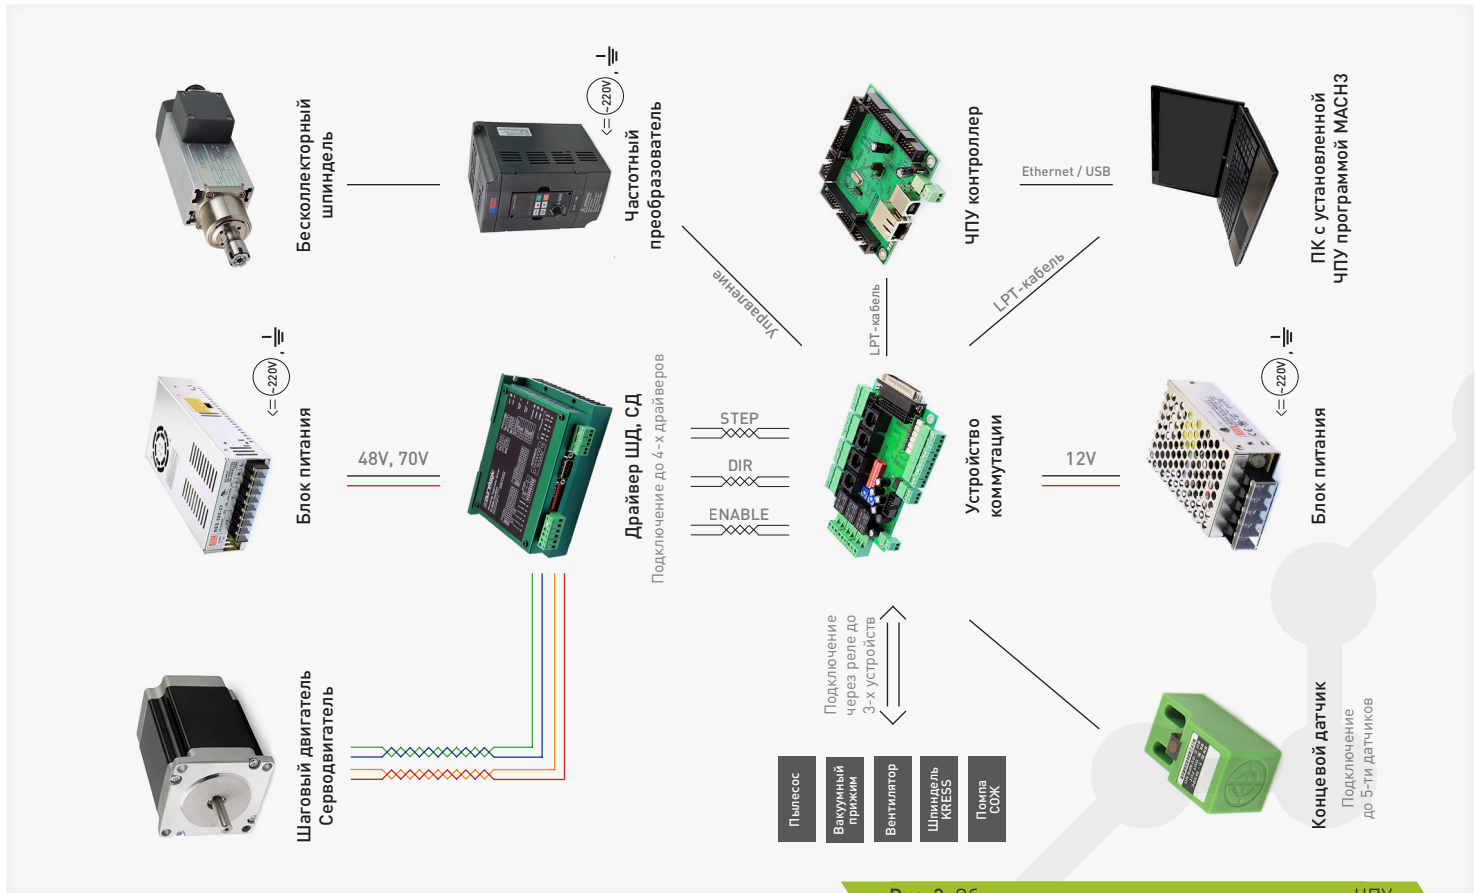 Бесколлекторный
шпиндель
<= ~220V,
Частотный
преобразователь
ЧПУ контроллер
Ethernet / USB
ПК с установленной
ЧПУ программой MACH3
Управление
LPT-кабель
LPT-кабель
<= ~220V,
Блок питания
48V, 70V
Драйвер ШД, СД
Подключение до 4-х драйверов
STEP
DIR
ENABLE
Устройство
коммутации
12V
<= ~220V,
Блок питания
Шаговый двигатель
Серводвигатель
Подключение
через реле до
3-х устройств
Пылесос
Вакуумный
прижим
Вентилятор
Шпиндель
KRESS
Помпа
СОЖ
Концевой датчик
Подключение
до 5-ти датчиков